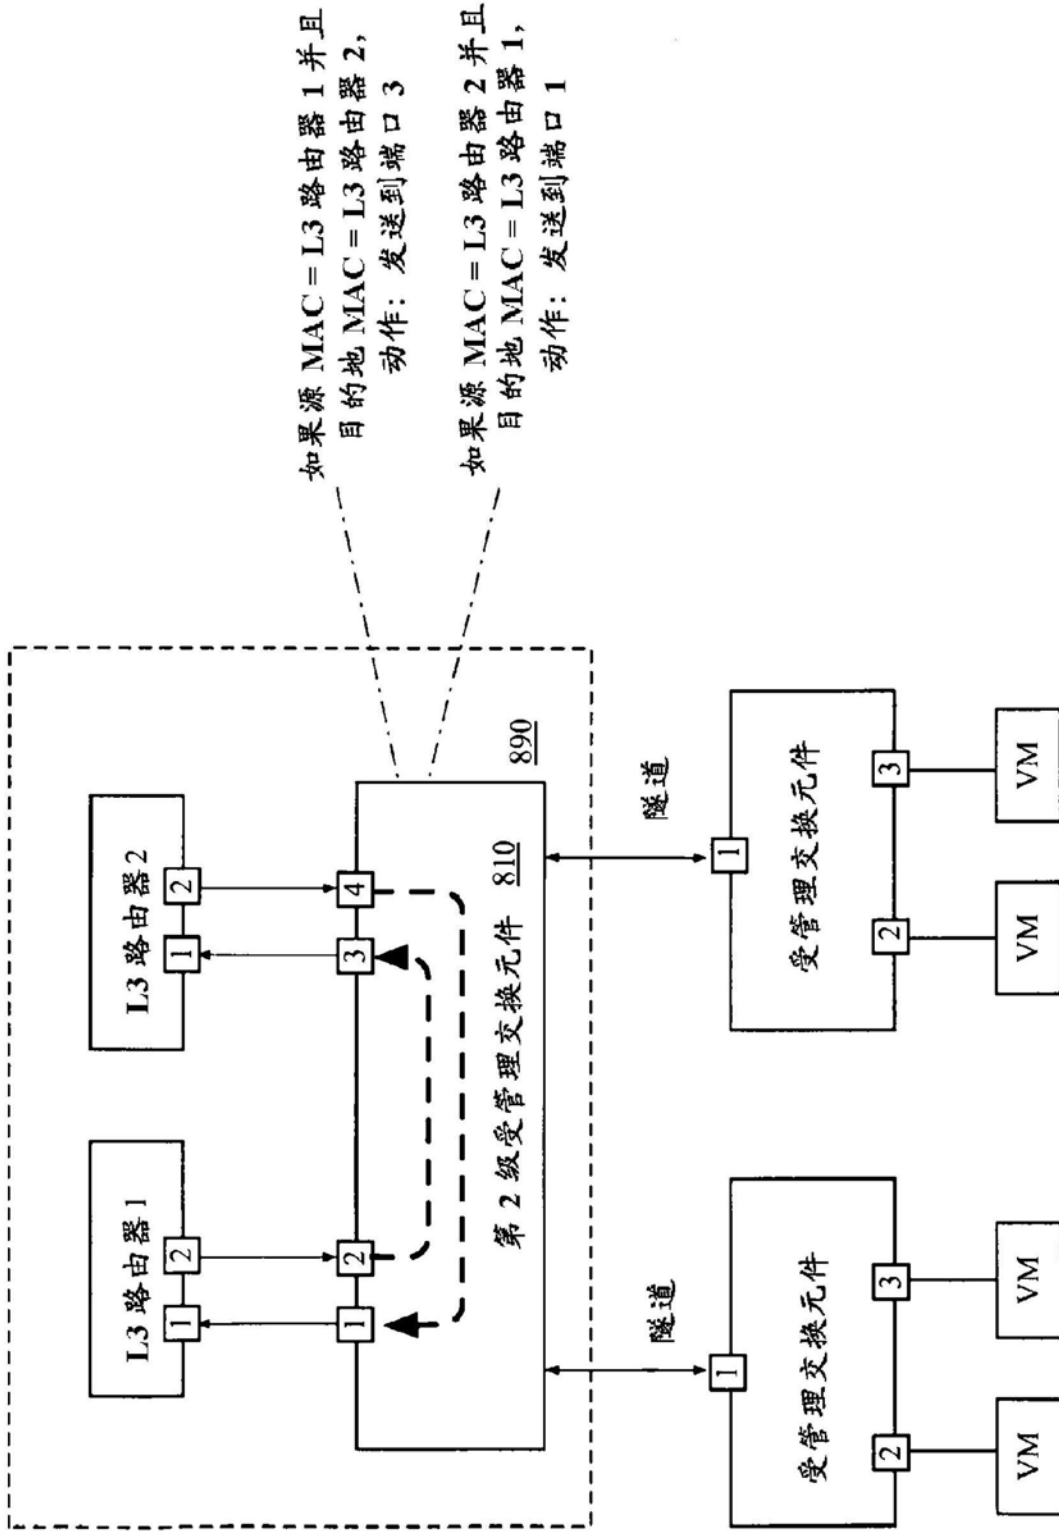 L3 路由器 1
1
2
L3 路由器 2
1
2
1
2
3
4
第 2 级受管理交换元件
810
890
如果源 MAC = L3 路由器 1 并且
目的地 MAC = L3 路由器 2,
动作: 发送到端口 3
如果源 MAC = L3 路由器 2 并且
目的地 MAC = L3 路由器 1,
动作: 发送到端口 1
隧道
隧道
1
受管理交换元件
2
3
VM
VM
1
受管理交换元件
2
3
VM
VM